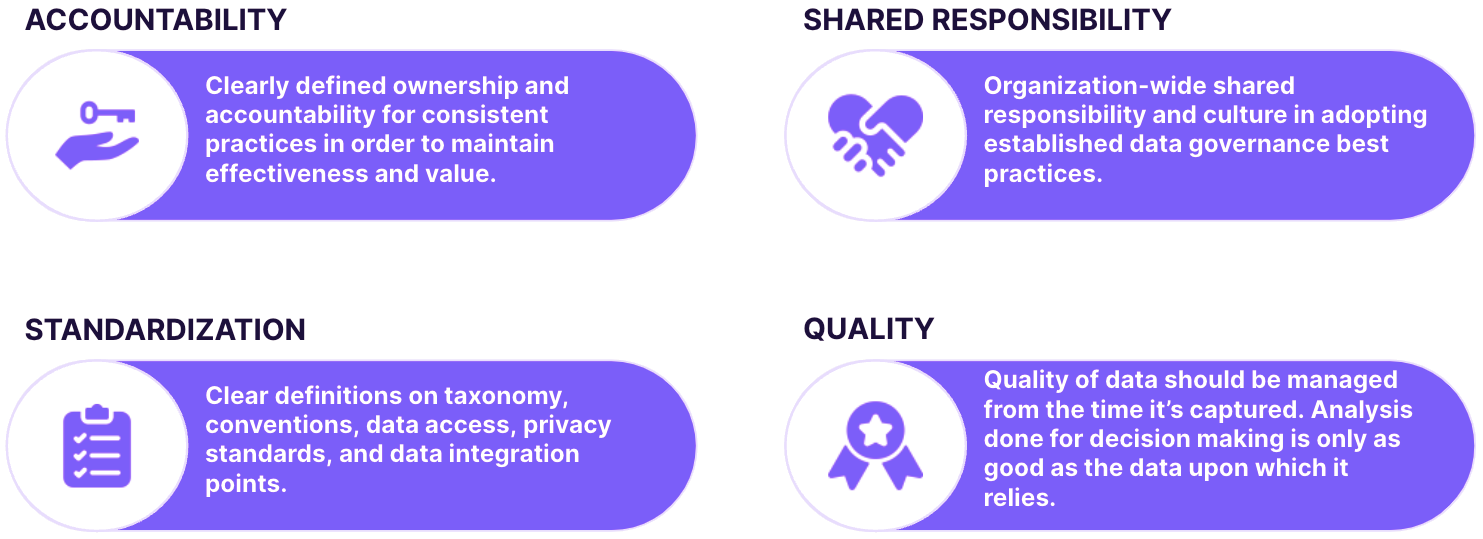 ACCOUNTABILITY
Clearly defined ownership and
accountability for consistent
practices in order to maintain
effectiveness and value.
SHARED RESPONSIBILITY
Organization-wide shared
responsibility and culture in adopting
established data governance best
practices.
STANDARDIZATION
Clear definitions on taxonomy,
conventions, data access, privacy
standards, and data integration
points.
QUALITY
Quality of data should be managed
from the time it’s captured. Analysis
done for decision making is only as
good as the data upon which it
relies.